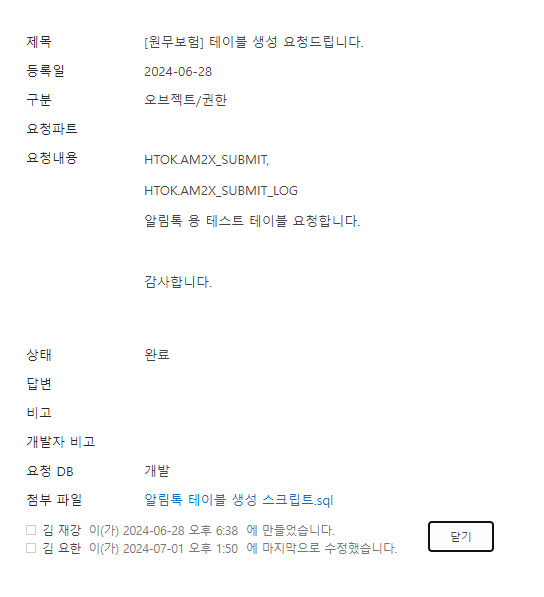 제목 [원무보험] 테이블 생성 요청드립니다.
등록일 2024-06-28
구분 오브젝트/권한
요청파트
요청내용 HTOK.AM2X_SUBMIT,
HTOK.AM2X_SUBMIT_LOG
알림톡 용 테스트 테이블 요청합니다.
감사합니다.
상태 완료
답변
비고
개발자 비고
요청 DB 개발
첨부 파일 알림톡 테이블 생성 스크립트.sql
김 재강 이(가) 2024-06-28 오후 6:38 에 만들었습니다.
김 요한 이(가) 2024-07-01 오후 1:50 에 마지막으로 수정했습니다.
닫기